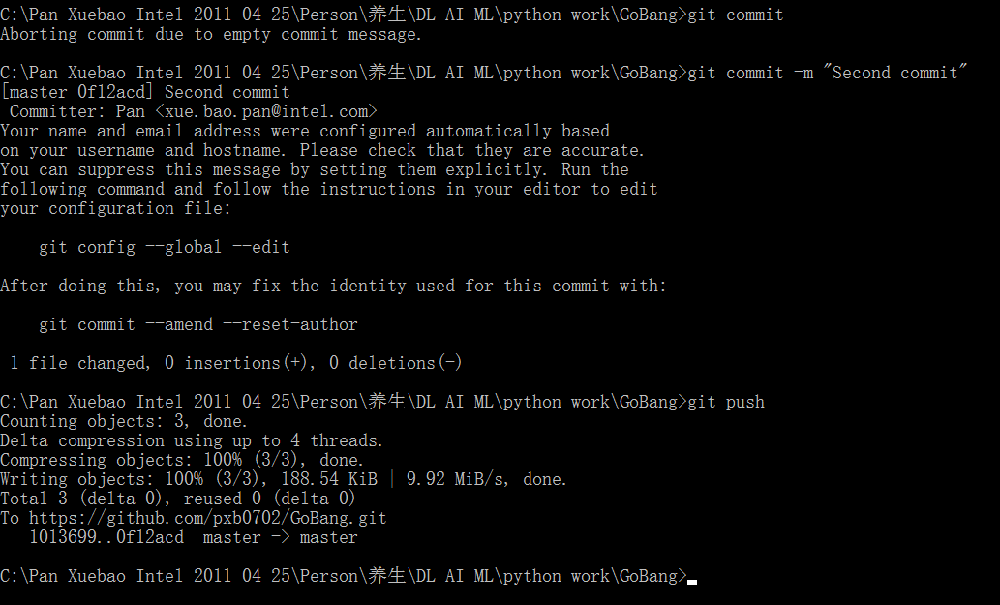 C:\Pan Xuebao Intel 2011 04 25\Person\养生\DL AI ML\python work\GoBang>git commit
Aborting commit due to empty commit message.
C:\Pan Xuebao Intel 2011 04 25\Person\养生\DL AI ML\python work\GoBang>git commit -m "Second commit"
[master 0f12acd] Second commit
Committer: Pan <xue.bao.pan@intel.com>
Your name and email address were configured automatically based
on your username and hostname. Please check that they are accurate.
You can suppress this message by setting them explicitly. Run the
following command and follow the instructions in your editor to edit
your configuration file:
git config --global --edit
After doing this, you may fix the identity used for this commit with:
git commit --amend --reset-author
1 file changed, 0 insertions(+), 0 deletions(-)
C:\Pan Xuebao Intel 2011 04 25\Person\养生\DL AI ML\python work\GoBang>git push
Counting objects: 3, done.
Delta compression using up to 4 threads.
Compressing objects: 100% (3/3), done.
Writing objects: 100% (3/3), 188.54 KiB | 9.92 MiB/s, done.
Total 3 (delta 0), reused 0 (delta 0)
To https://github.com/pxb0702/GoBang.git
1013699..0f12acd master -> master
C:\Pan Xuebao Intel 2011 04 25\Person\养生\DL AI ML\python work\GoBang>